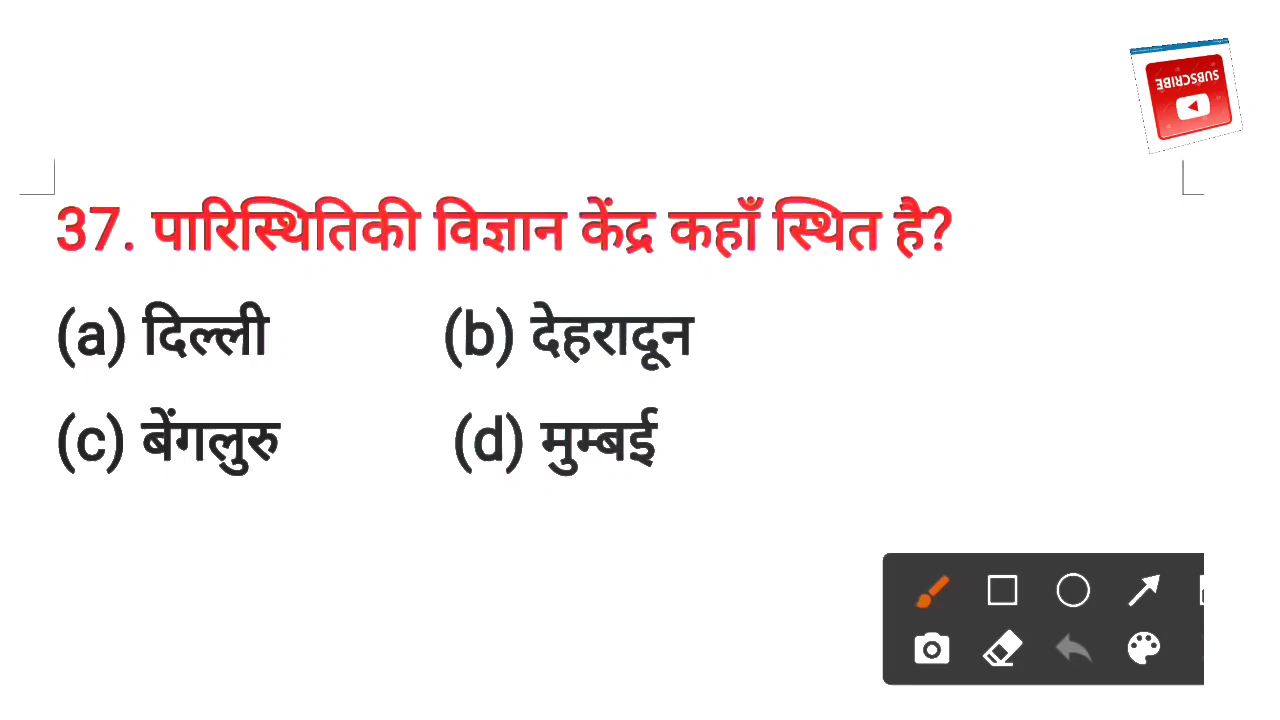 SUBSCRIBE
37. पारिस्थितिकी विज्ञान केंद्र कहाँ स्थित है?
(a) दिल्ली (b) देहरादून
(c) बेंगलुरु (d) मुम्बई